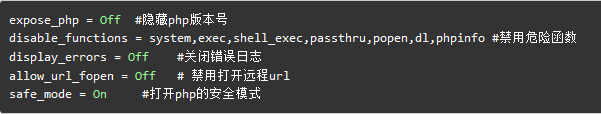 expose_php = Off  #隐藏php版本号
disable_functions = system,exec,shell_exec,passthru,popen,dl,phpinfo #禁用危险函数
display_errors = Off    #关闭错误日志
allow_url_fopen = Off   # 禁用打开远程url
safe_mode = On     #打开php的安全模式